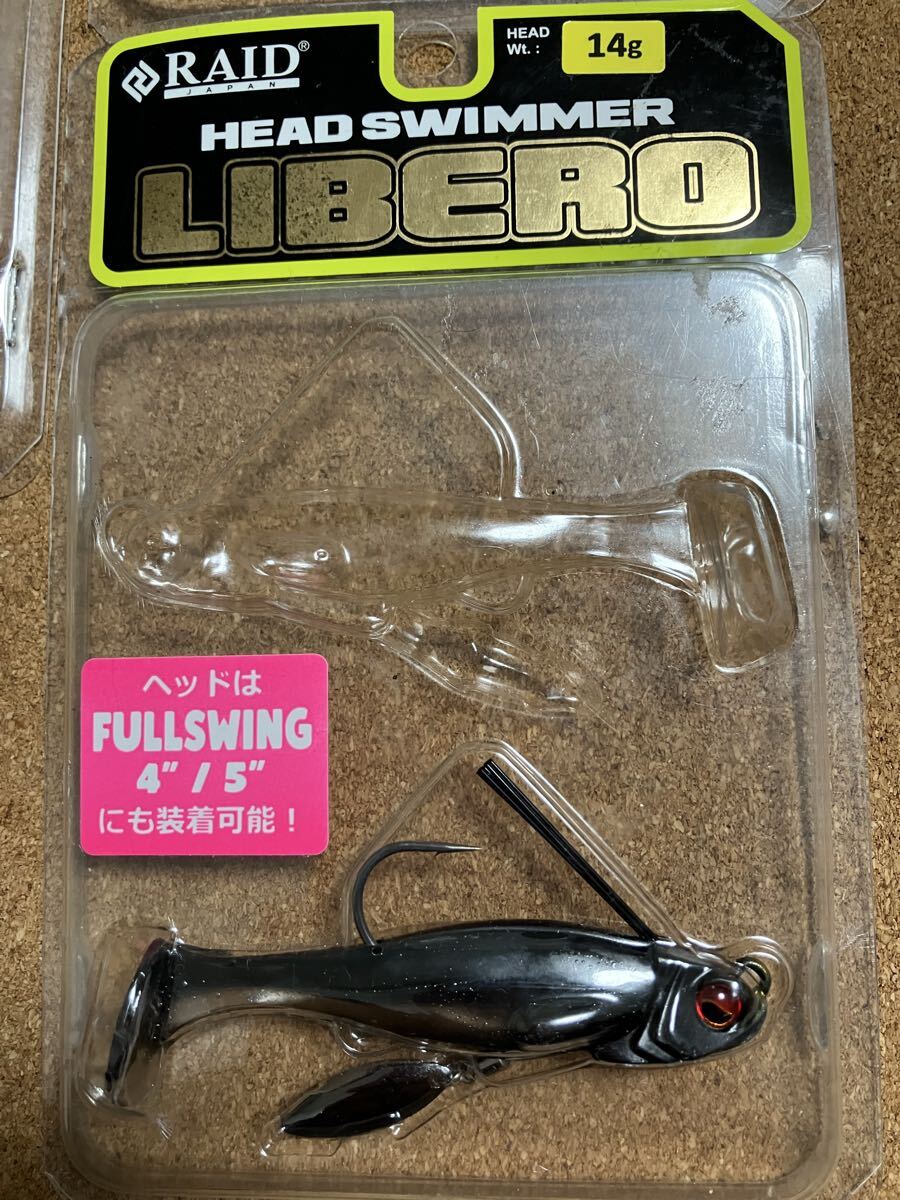 RAID®
JAPAN
HEAD
Wt. :
14g
HEAD SWIMMER
LIBERO
ヘッドは
FULLSWING
4" / 5"
にも装着可能！